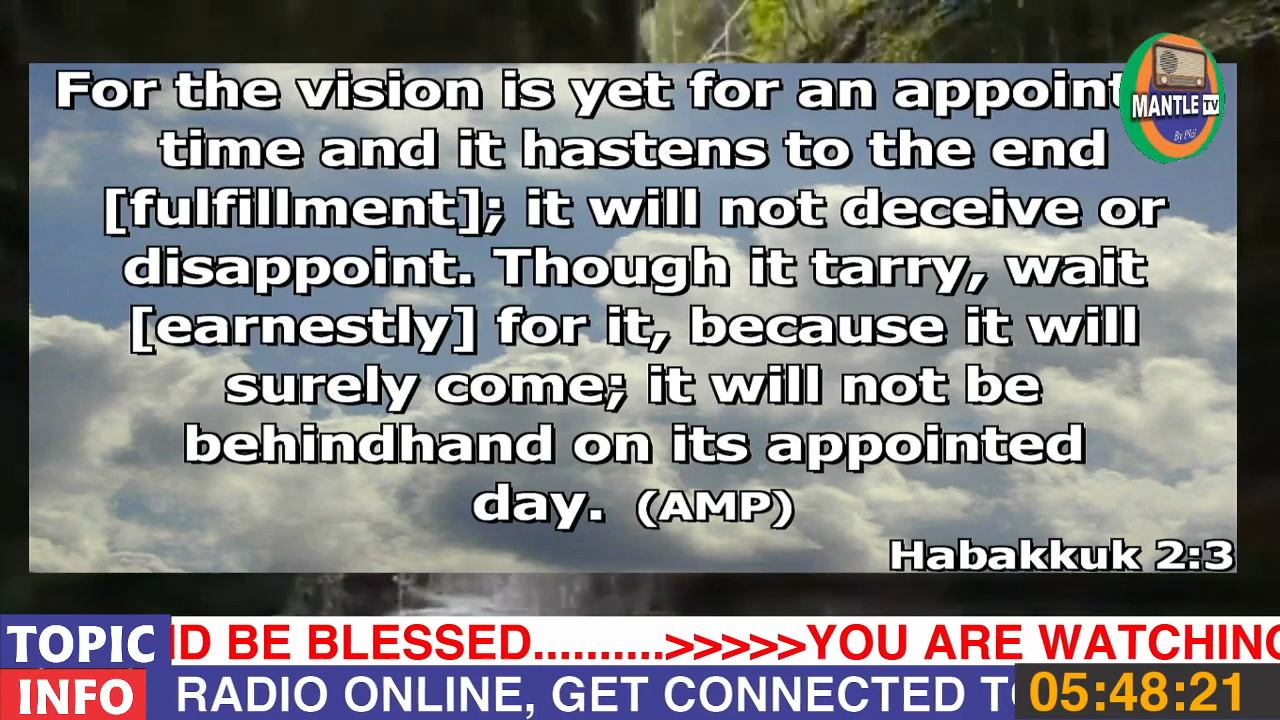 For the vision is yet for an appoint
time and it hastens to the end
[fulfillment]; it will not deceive or
disappoint. Though it tarry, wait
[earnestly] for it, because it will
surely come; it will not be
behindhand on its appointed
day. (AMP)
Habakkuk 2:3
MANTLE TV
TOPIC
ND BE BLESSED..........>>>>>YOU ARE WATCHING
INFO
RADIO ONLINE, GET CONNECTED TO
05:48:21